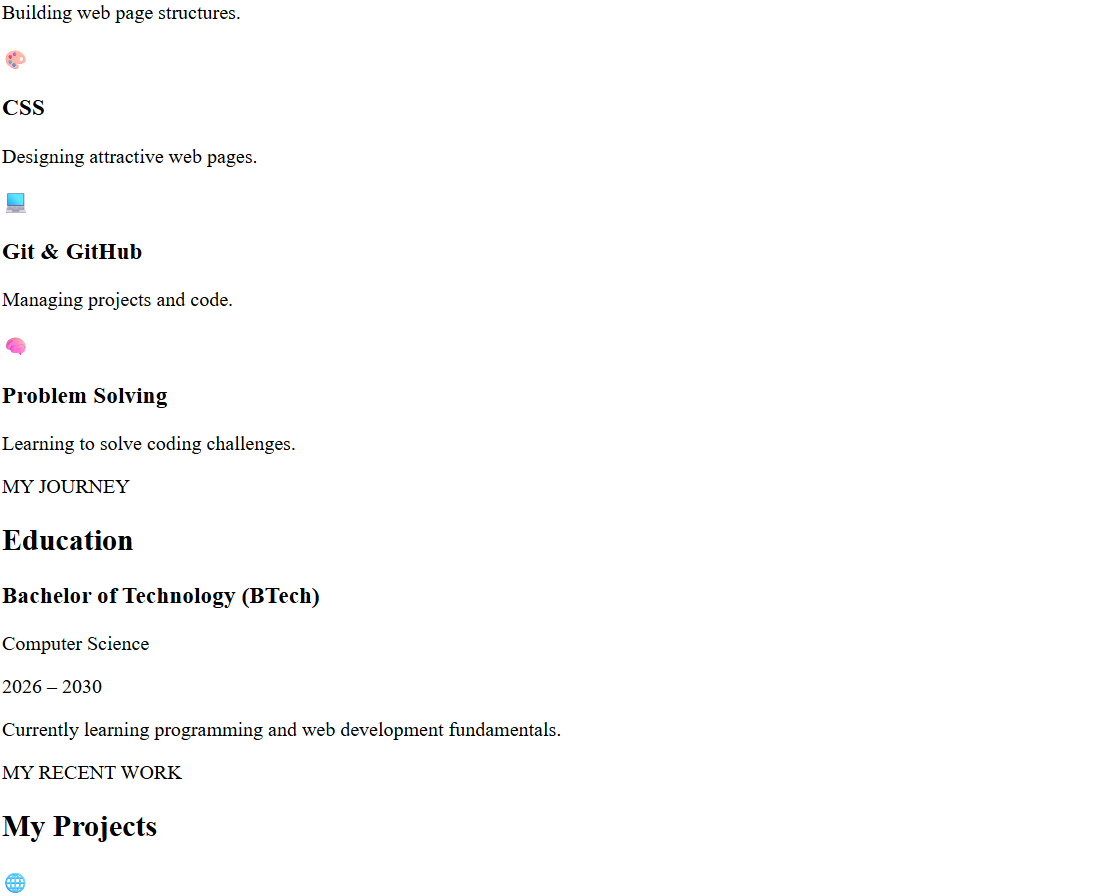 Building web page structures.
CSS
Designing attractive web pages.
Git & GitHub
Managing projects and code.
Problem Solving
Learning to solve coding challenges.
MY JOURNEY
Education
Bachelor of Technology (BTech)
Computer Science
2026 – 2030
Currently learning programming and web development fundamentals.
MY RECENT WORK
My Projects